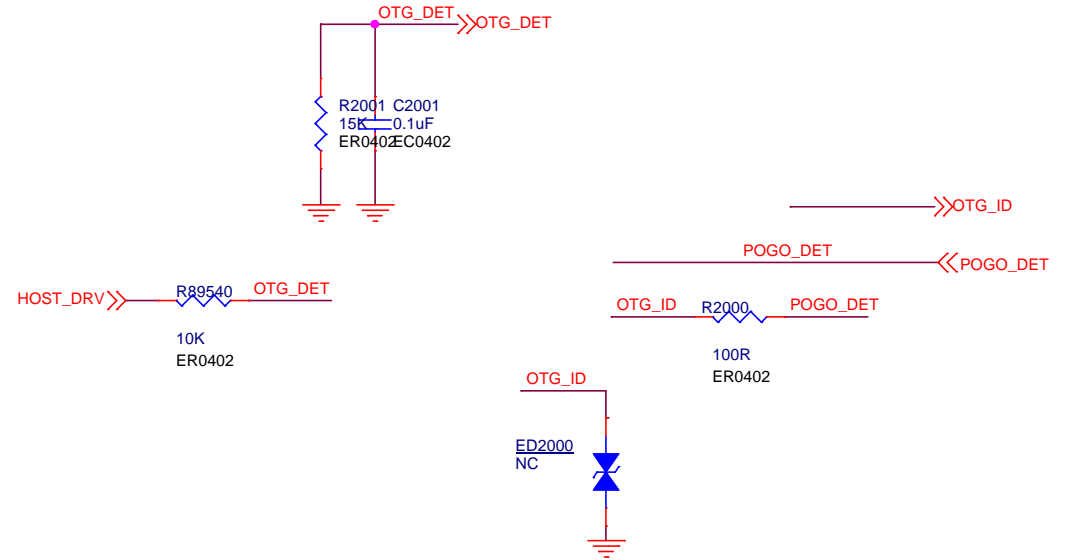 OTG_DET
OTG_DET
R2001 C2001
15K 0.1uF
ER0402 EC0402
OTG_ID
POGO_DET
POGO_DET
HOST_DRV
R89540
OTG_DET
10K
ER0402
OTG_ID
R2000
POGO_DET
100R
ER0402
OTG_ID
ED2000
NC